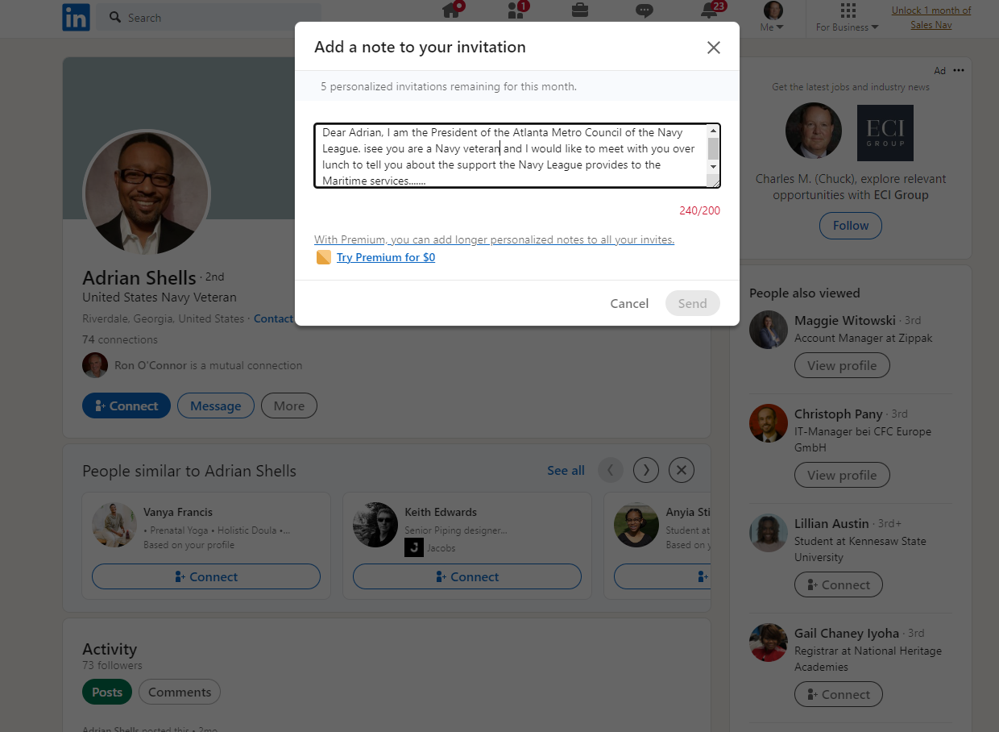 in
Search
1
23
Me
For Business
Unlock 1 month of
Sales Nav
Add a note to your invitation
5 personalized invitations remaining for this month.
Dear Adrian, I am the President of the Atlanta Metro Council of the Navy
League. isee you are a Navy veteran and I would like to meet with you over
lunch to tell you about the support the Navy League provides to the
Maritime services.......
240/200
With Premium, you can add longer personalized notes to all your invites.
Try Premium for $0
Cancel
Send
Adrian Shells · 2nd
United States Navy Veteran
Riverdale, Georgia, United States · Contact
74 connections
Ron O'Connor is a mutual connection
Connect
Message
More
People similar to Adrian Shells
See all
Vanya Francis
• Prenatal Yoga • Holistic Doula •...
Based on your profile
Connect
Keith Edwards
Senior Piping designer...
J Jacobs
Connect
Anyia Sti
Student at
Based on y
Activity
73 followers
Posts
Comments
Adrian Shells posted this • 2mo
Ad
Get the latest jobs and industry news
ECI
GROUP
Charles M. (Chuck), explore relevant
opportunities with ECI Group
Follow
People also viewed
Maggie Witowski · 3rd
Account Manager at Zippak
View profile
Christoph Pany · 3rd
IT-Manager bei CFC Europe
GmbH
View profile
Lillian Austin · 3rd+
Student at Kennesaw State
University
Connect
Gail Chaney Iyoha · 3rd
Registrar at National Heritage
Academies
Connect